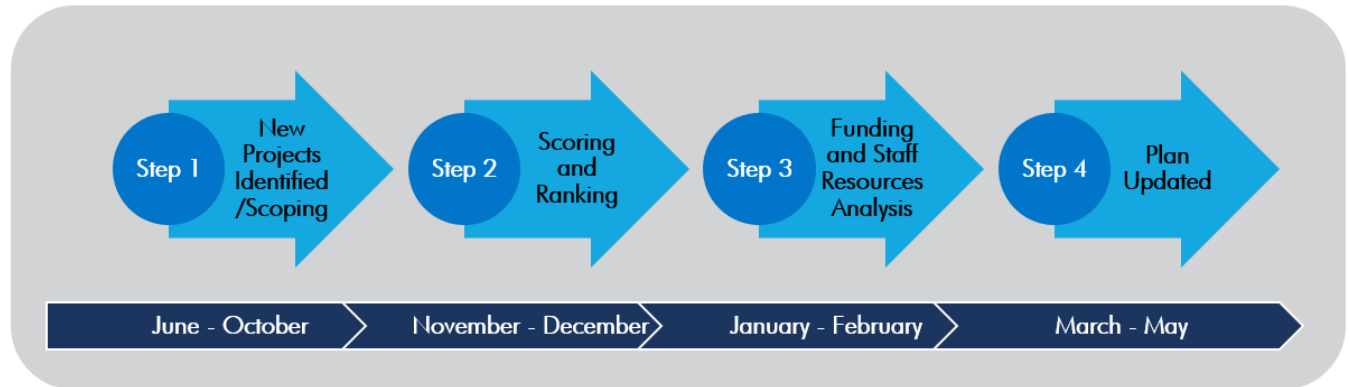 Step 1
New
Projects
Identified
/Scoping
Step 2
Scoring
and
Ranking
Step 3
Funding
and Staff
Resources
Analysis
Step 4
Plan
Updated
June - October
November - December
January - February
March - May